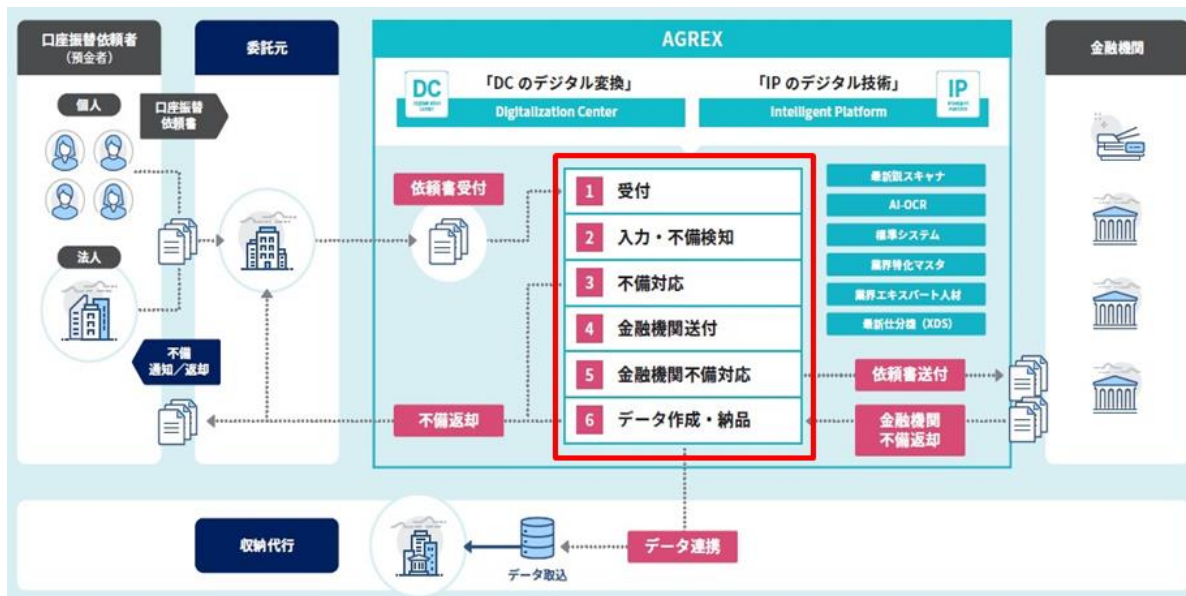 口座振替依頼者
(預金者)
個人
口座振替
依頼書
法人
不備
通知/返却
委託元
AGREX
DC
「DC のデジタル変換」
Digitalization Center
「IP のデジタル技術」
Intelligent Platform
IP
依頼書受付
1 受付
2 入力・不備検知
3 不備対応
4 金融機関送付
5 金融機関不備対応
6 データ作成・納品
最新鋭スキャナ
AI-OCR
標準システム
業界特化マスタ
業界エキスパート人材
最新仕分機(XDS)
不備返却
依頼書送付
金融機関
不備返却
金融機関
収納代行
データ取込
データ連携